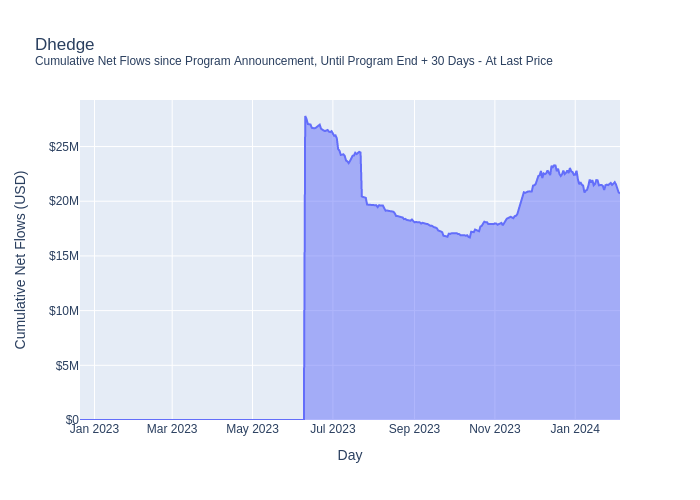 Dhedge
Cumulative Net Flows since Program Announcement, Until Program End + 30 Days - At Last Price
Cumulative Net Flows (USD)
$25M
$20M
$15M
$10M
$5M
$0
Jan 2023 Mar 2023 May 2023 Jul 2023 Sep 2023 Nov 2023 Jan 2024
Day